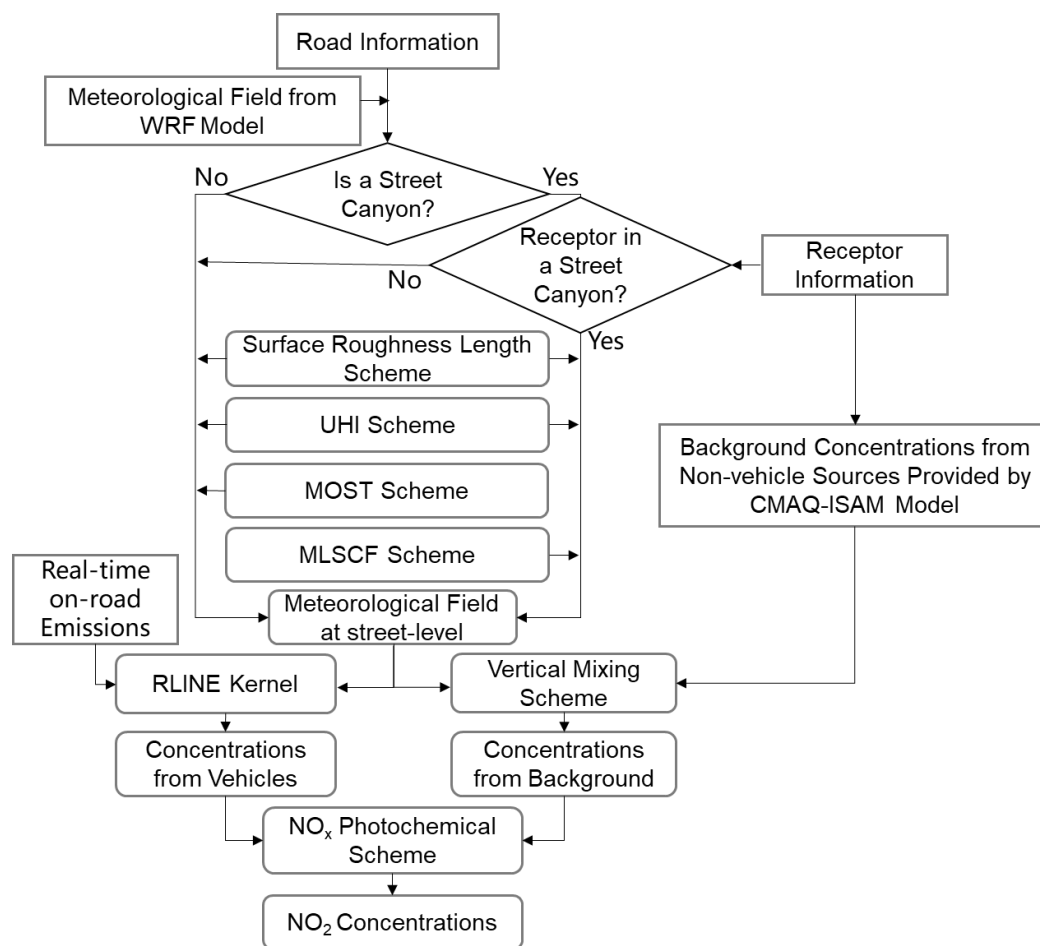 Road Information
Meteorological Field from
WRF Model
No
Is a Street
Canyon?
Yes
Receptor in
a Street
Canyon?
No
Yes
Receptor
Information
Surface Roughness Length
Scheme
UHI Scheme
MOST Scheme
MLSCF Scheme
Background Concentrations from
Non-vehicle Sources Provided by
CMAQ-ISAM Model
Real-time
on-road
Emissions
Meteorological Field
at street-level
RLINE Kernel
Vertical Mixing
Scheme
Concentrations
from Vehicles
Concentrations
from Background
NOx Photochemical
Scheme
NO2 Concentrations